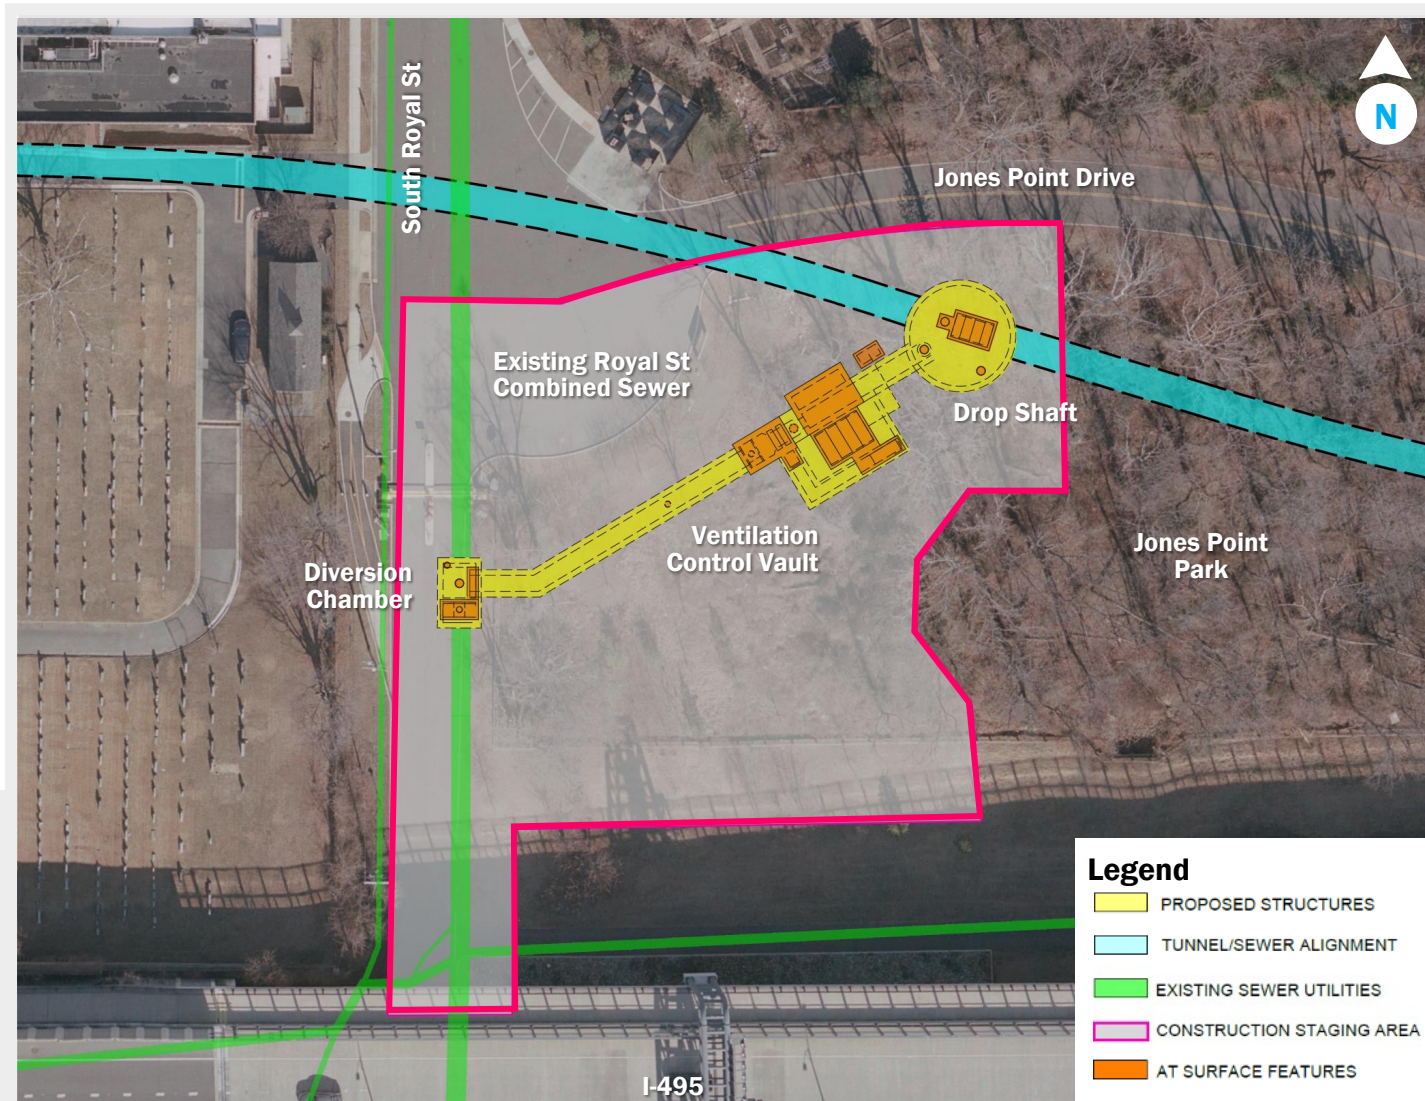 South Royal St
N
Jones Point Drive
Existing Royal St
Combined Sewer
Drop Shaft
Ventilation
Control Vault
Jones Point
Park
Diversion
Chamber
I-495
Legend
PROPOSED STRUCTURES
TUNNEL/SEWER ALIGNMENT
EXISTING SEWER UTILITIES
CONSTRUCTION STAGING AREA
AT SURFACE FEATURES